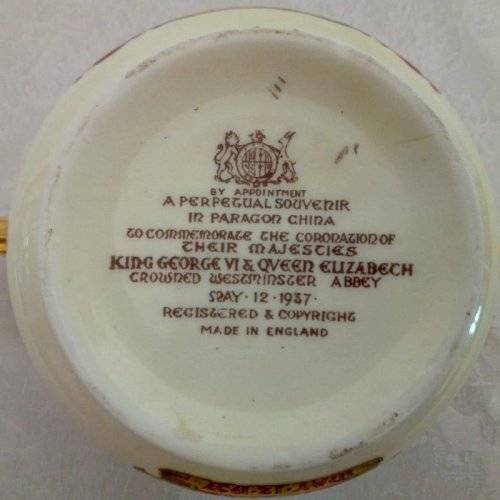 BY APPOINTMENT
A PERPETUAL SOUVENIR
IN PARAGON CHINA
TO COMMEMORATE THE CORONATION OF
THEIR MAJESTIES
KING GEORGE VI & QUEEN ELIZABETH
CROWNED WESTMINSTER ABBEY
MAY · 12 · 1937 ·
REGISTERED & COPYRIGHT
MADE IN ENGLAND